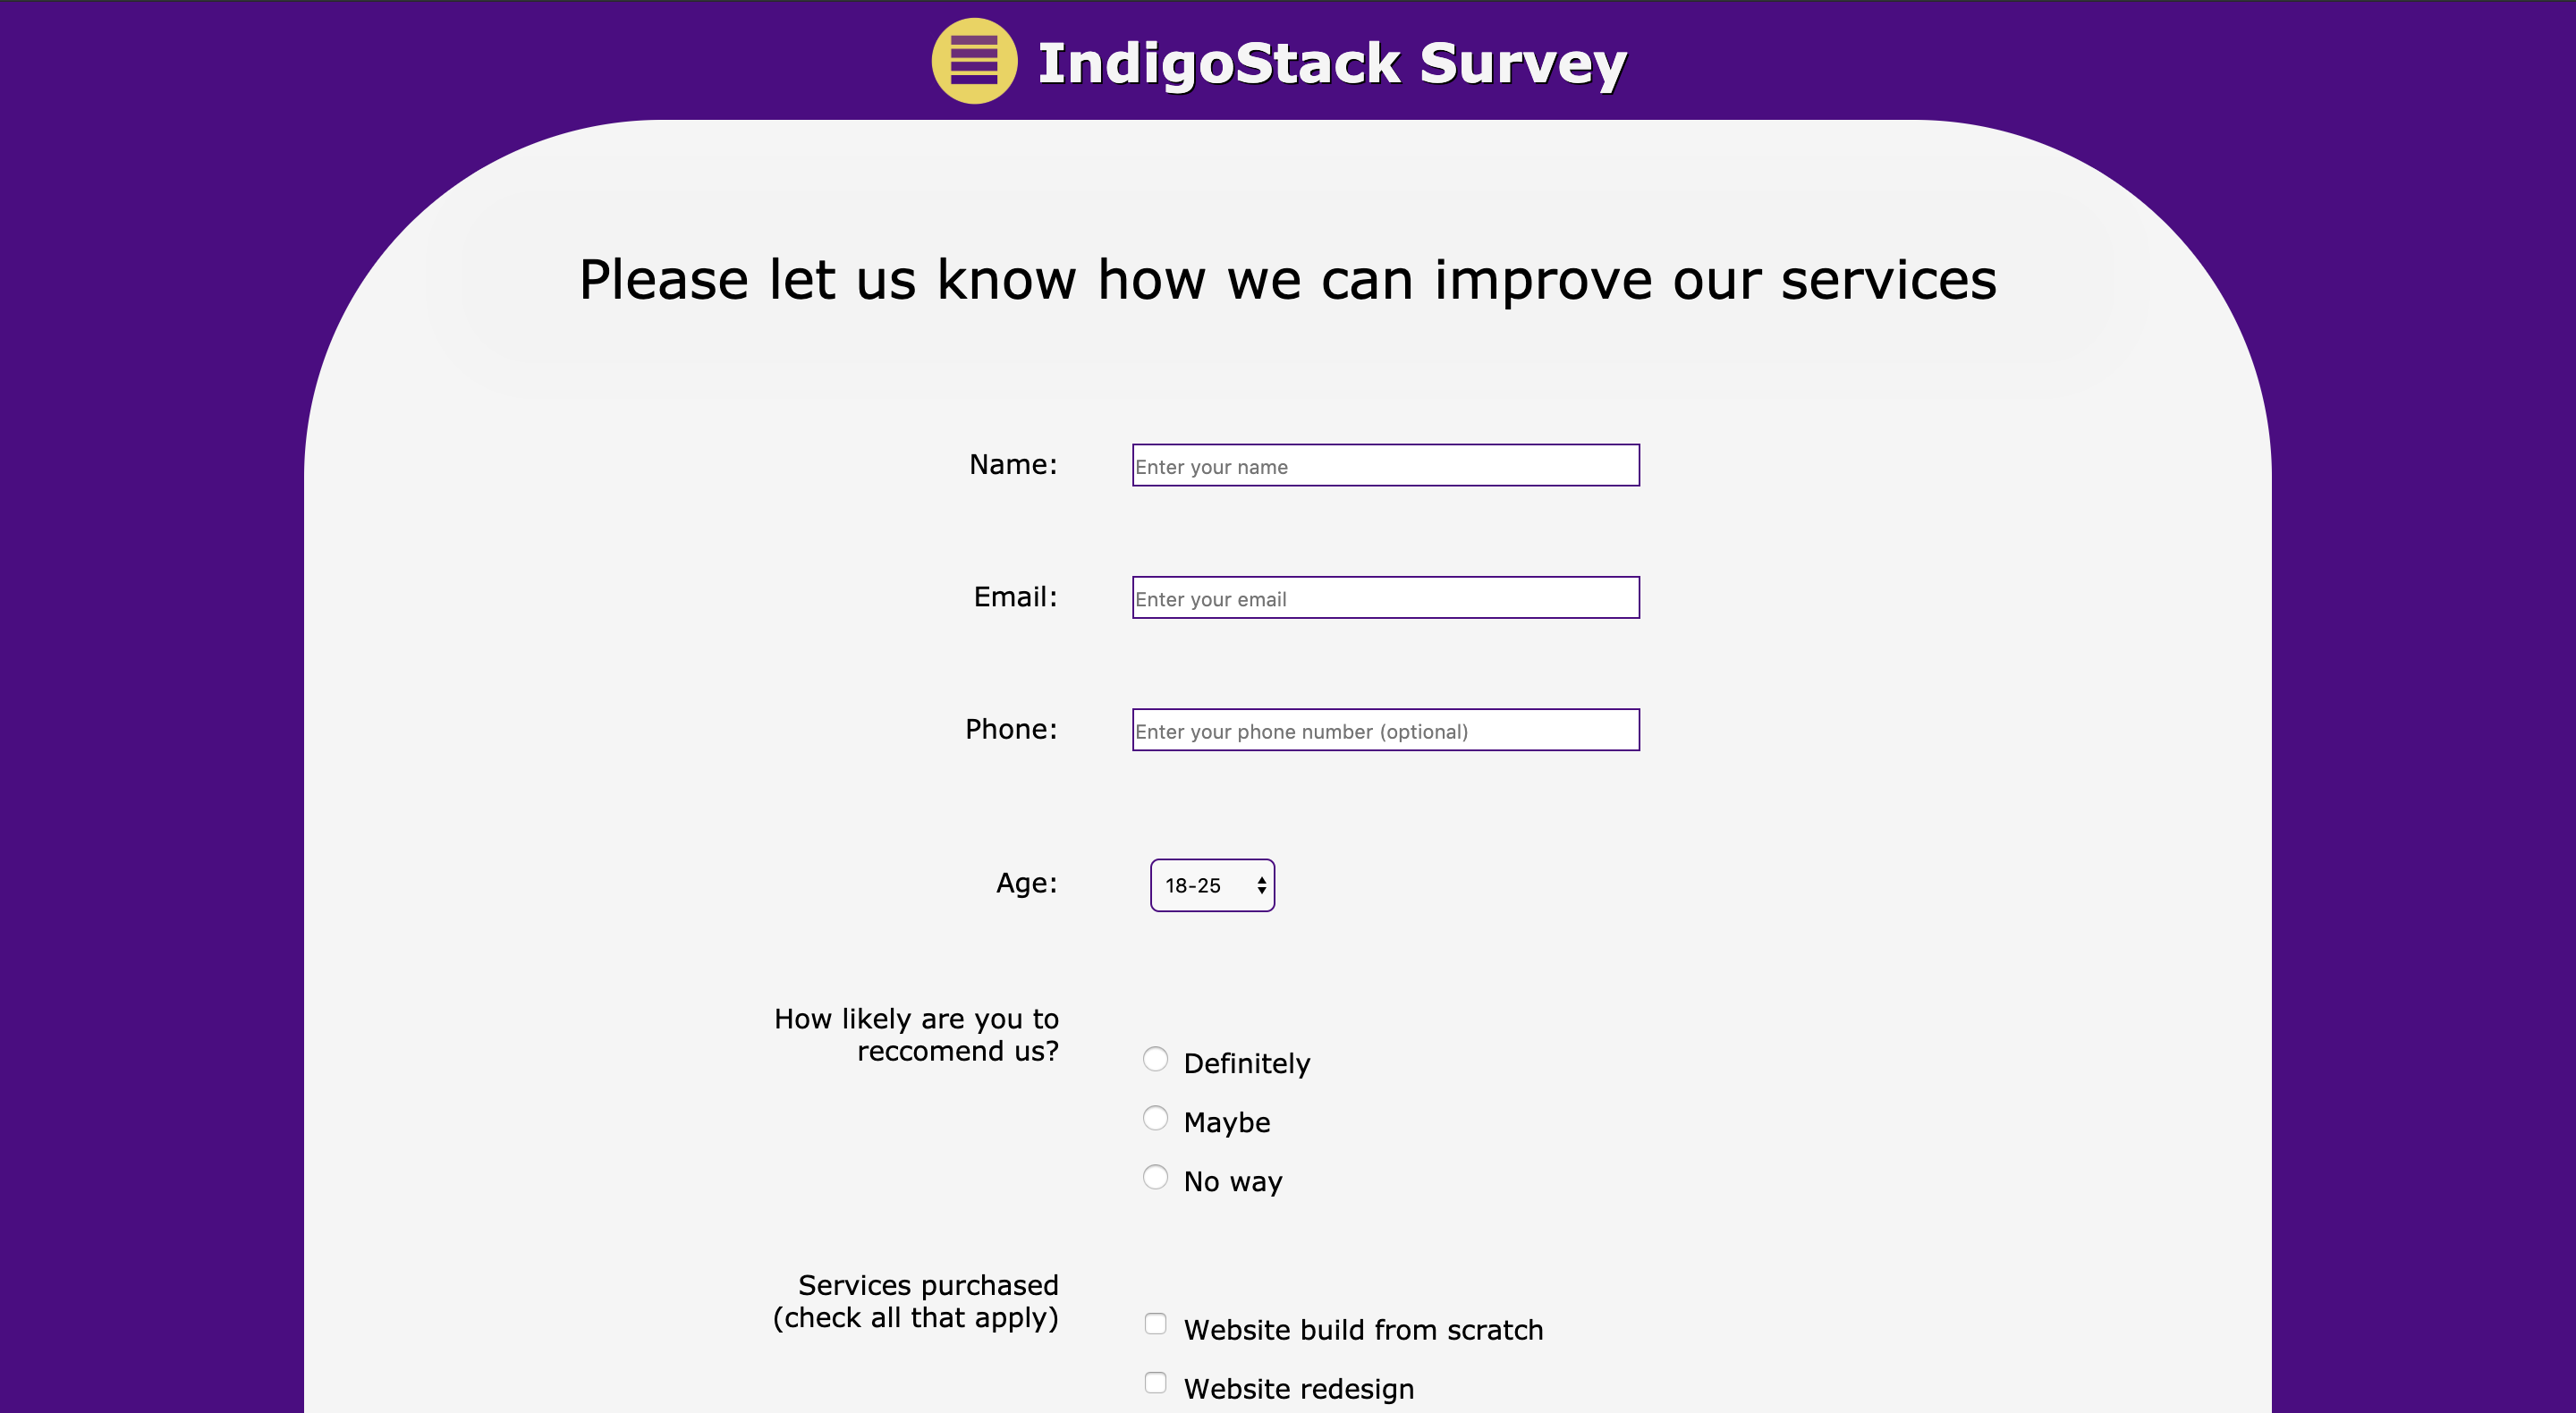 IndigoStack Survey
Please let us know how we can improve our services
Name:
Enter your name
Email:
Enter your email
Phone:
Enter your phone number (optional)
Age:
18-25
How likely are you to
reccomend us?
Definitely
Maybe
No way
Services purchased
(check all that apply)
Website build from scratch
Website redesign